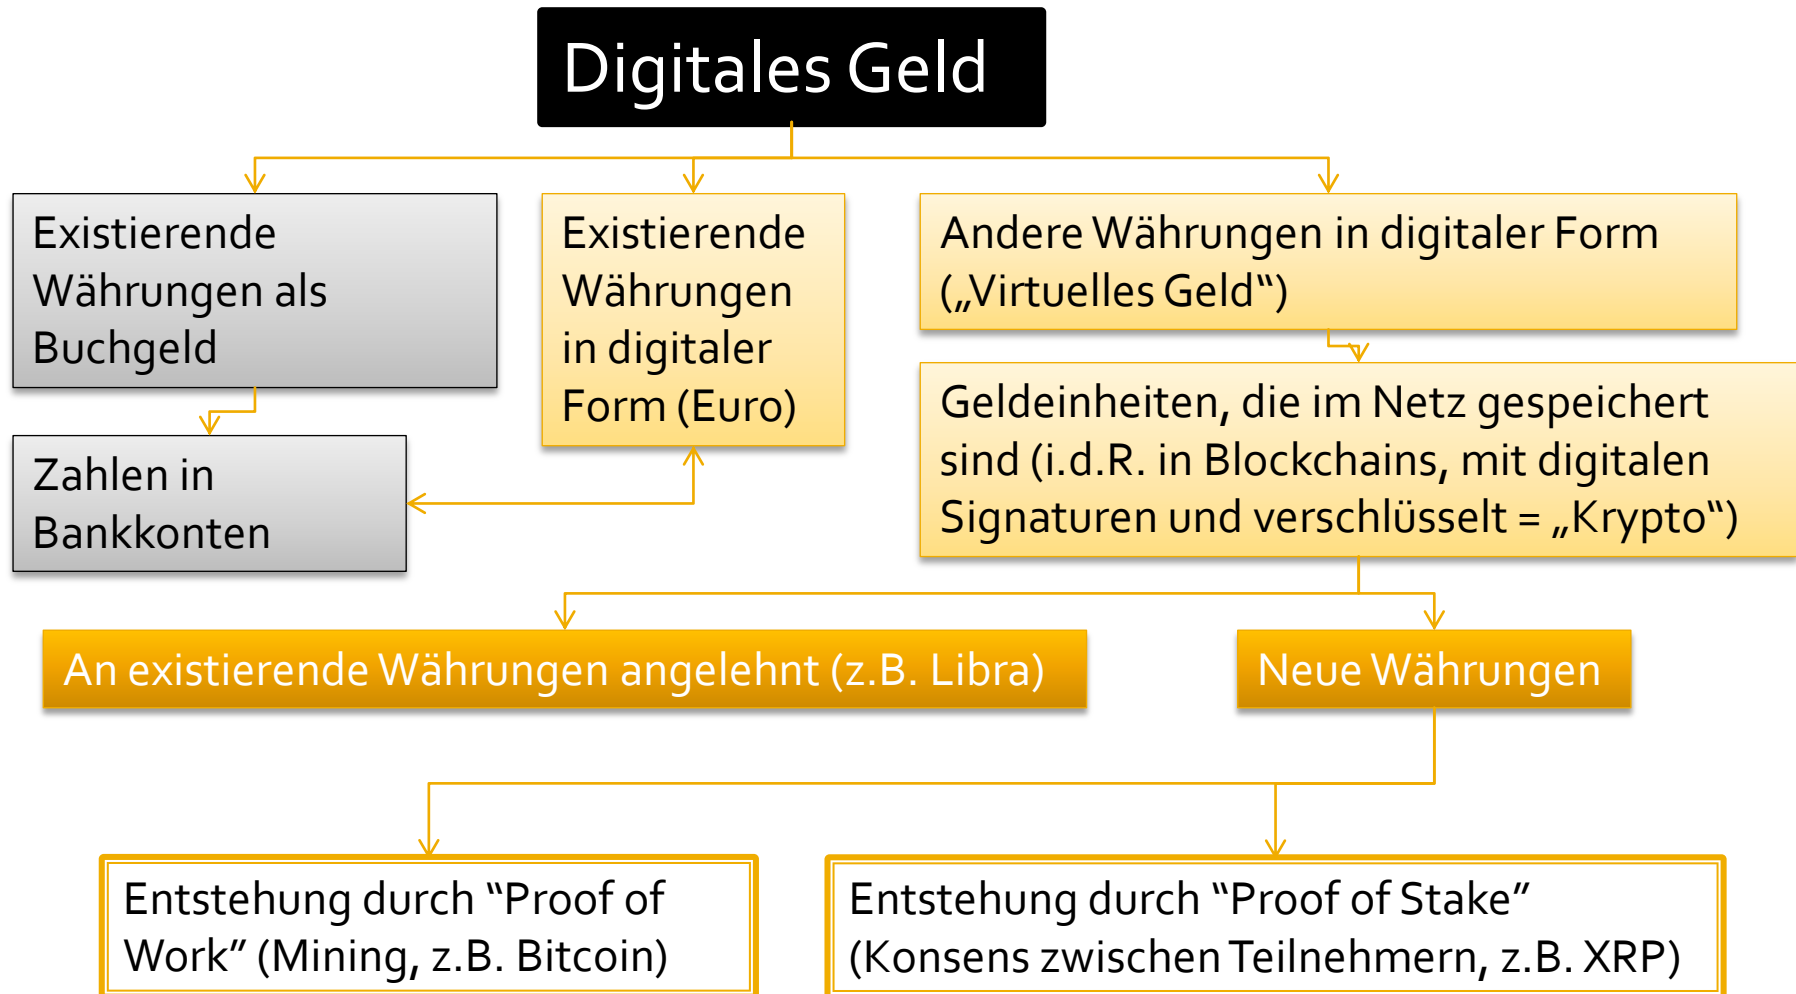 Digitales Geld
Existierende
Währungen als
Buchgeld
Existierende
Währungen
in digitaler
Form (Euro)
Andere Währungen in digitaler Form
(„Virtuelles Geld“)
Zahlen in
Bankkonten
Geldeinheiten, die im Netz gespeichert
sind (i.d.R. in Blockchains, mit digitalen
Signaturen und verschlüsselt = „Krypto“)
An existierende Währungen angelehnt (z.B. Libra)
Neue Währungen
Entstehung durch “Proof of
Work” (Mining, z.B. Bitcoin)
Entstehung durch “Proof of Stake”
(Konsens zwischen Teilnehmern, z.B. XRP)